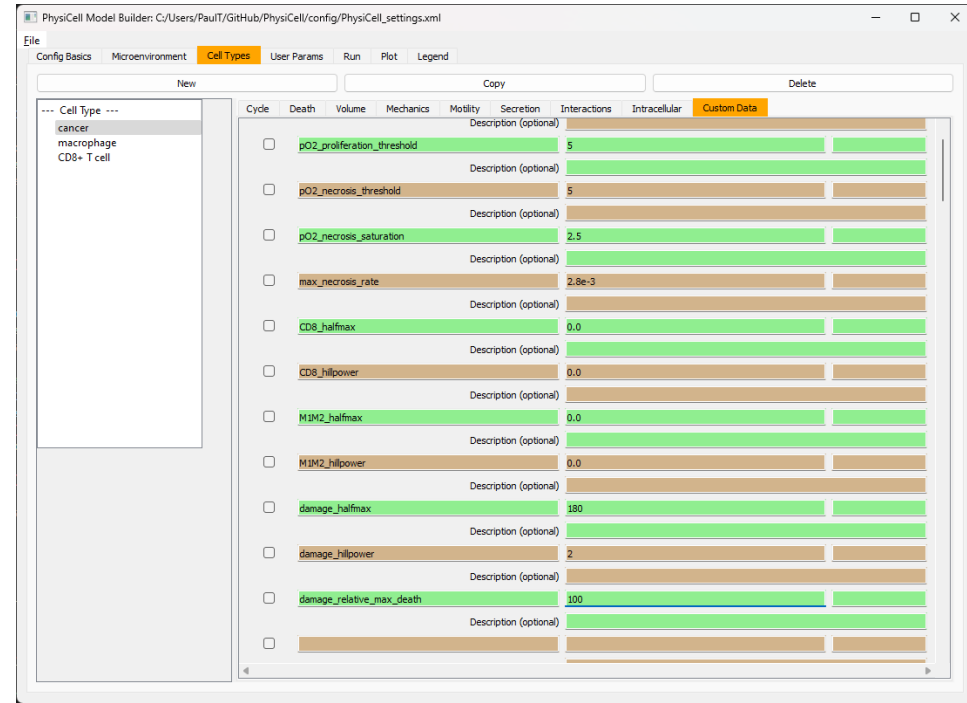 PhysiCell Model Builder: C:/Users/PaulT/GitHub/PhysiCell/config/PhysiCell_settings.xml
File
Config Basics Microenvironment Cell Types User Params Run Plot Legend
New Copy Delete
--- Cell Type ---
cancer
macrophage
CD8+ T cell
Cycle Death Volume Mechanics Motility Secretion Interactions Intracellular Custom Data
Description (optional)
pO2_proliferation_threshold 5
Description (optional)
pO2_necrosis_threshold 5
Description (optional)
pO2_necrosis_saturation 2.5
Description (optional)
max_necrosis_rate 2.8e-3
Description (optional)
CD8_halfmax 0.0
Description (optional)
CD8_hillpower 0.0
Description (optional)
M1M2_halfmax 0.0
Description (optional)
M1M2_hillpower 0.0
Description (optional)
damage_halfmax 180
Description (optional)
damage_hillpower 2
Description (optional)
damage_relative_max_death 100
Description (optional)